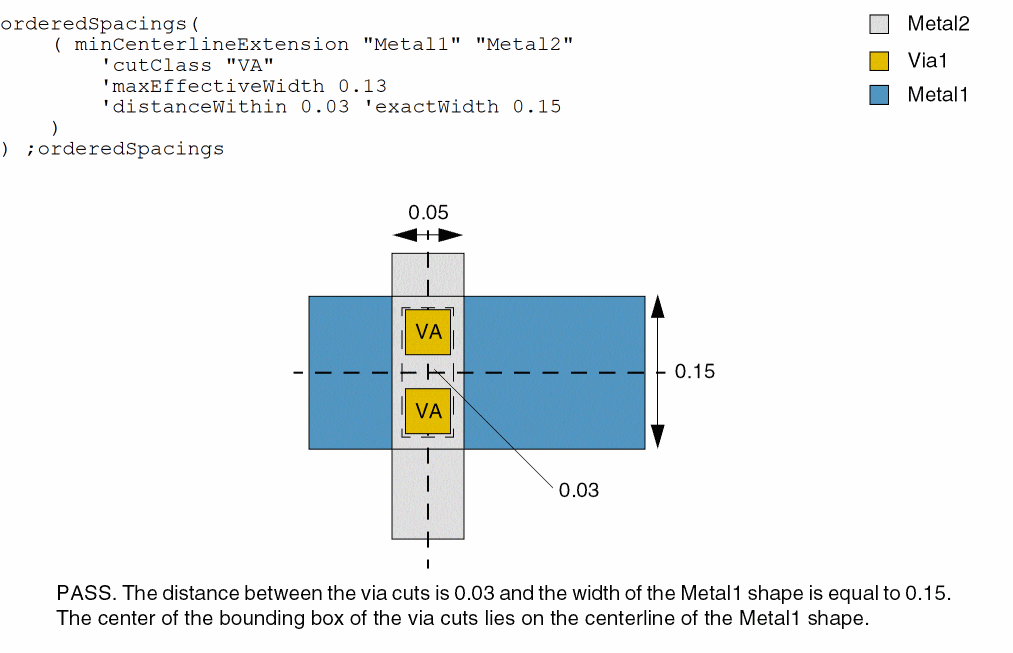 orderedSpacings(
( minCenterlineExtension "Metal1" "Metal2"
'cutClass "VA"
'maxEffectiveWidth 0.13
'distanceWithin 0.03 'exactWidth 0.15
)
) ;orderedSpacings
Metal2
Via1
Metal1
0.05
VA
0.15
VA
0.03
PASS. The distance between the via cuts is 0.03 and the width of the Metal1 shape is equal to 0.15.
The center of the bounding box of the via cuts lies on the centerline of the Metal1 shape.